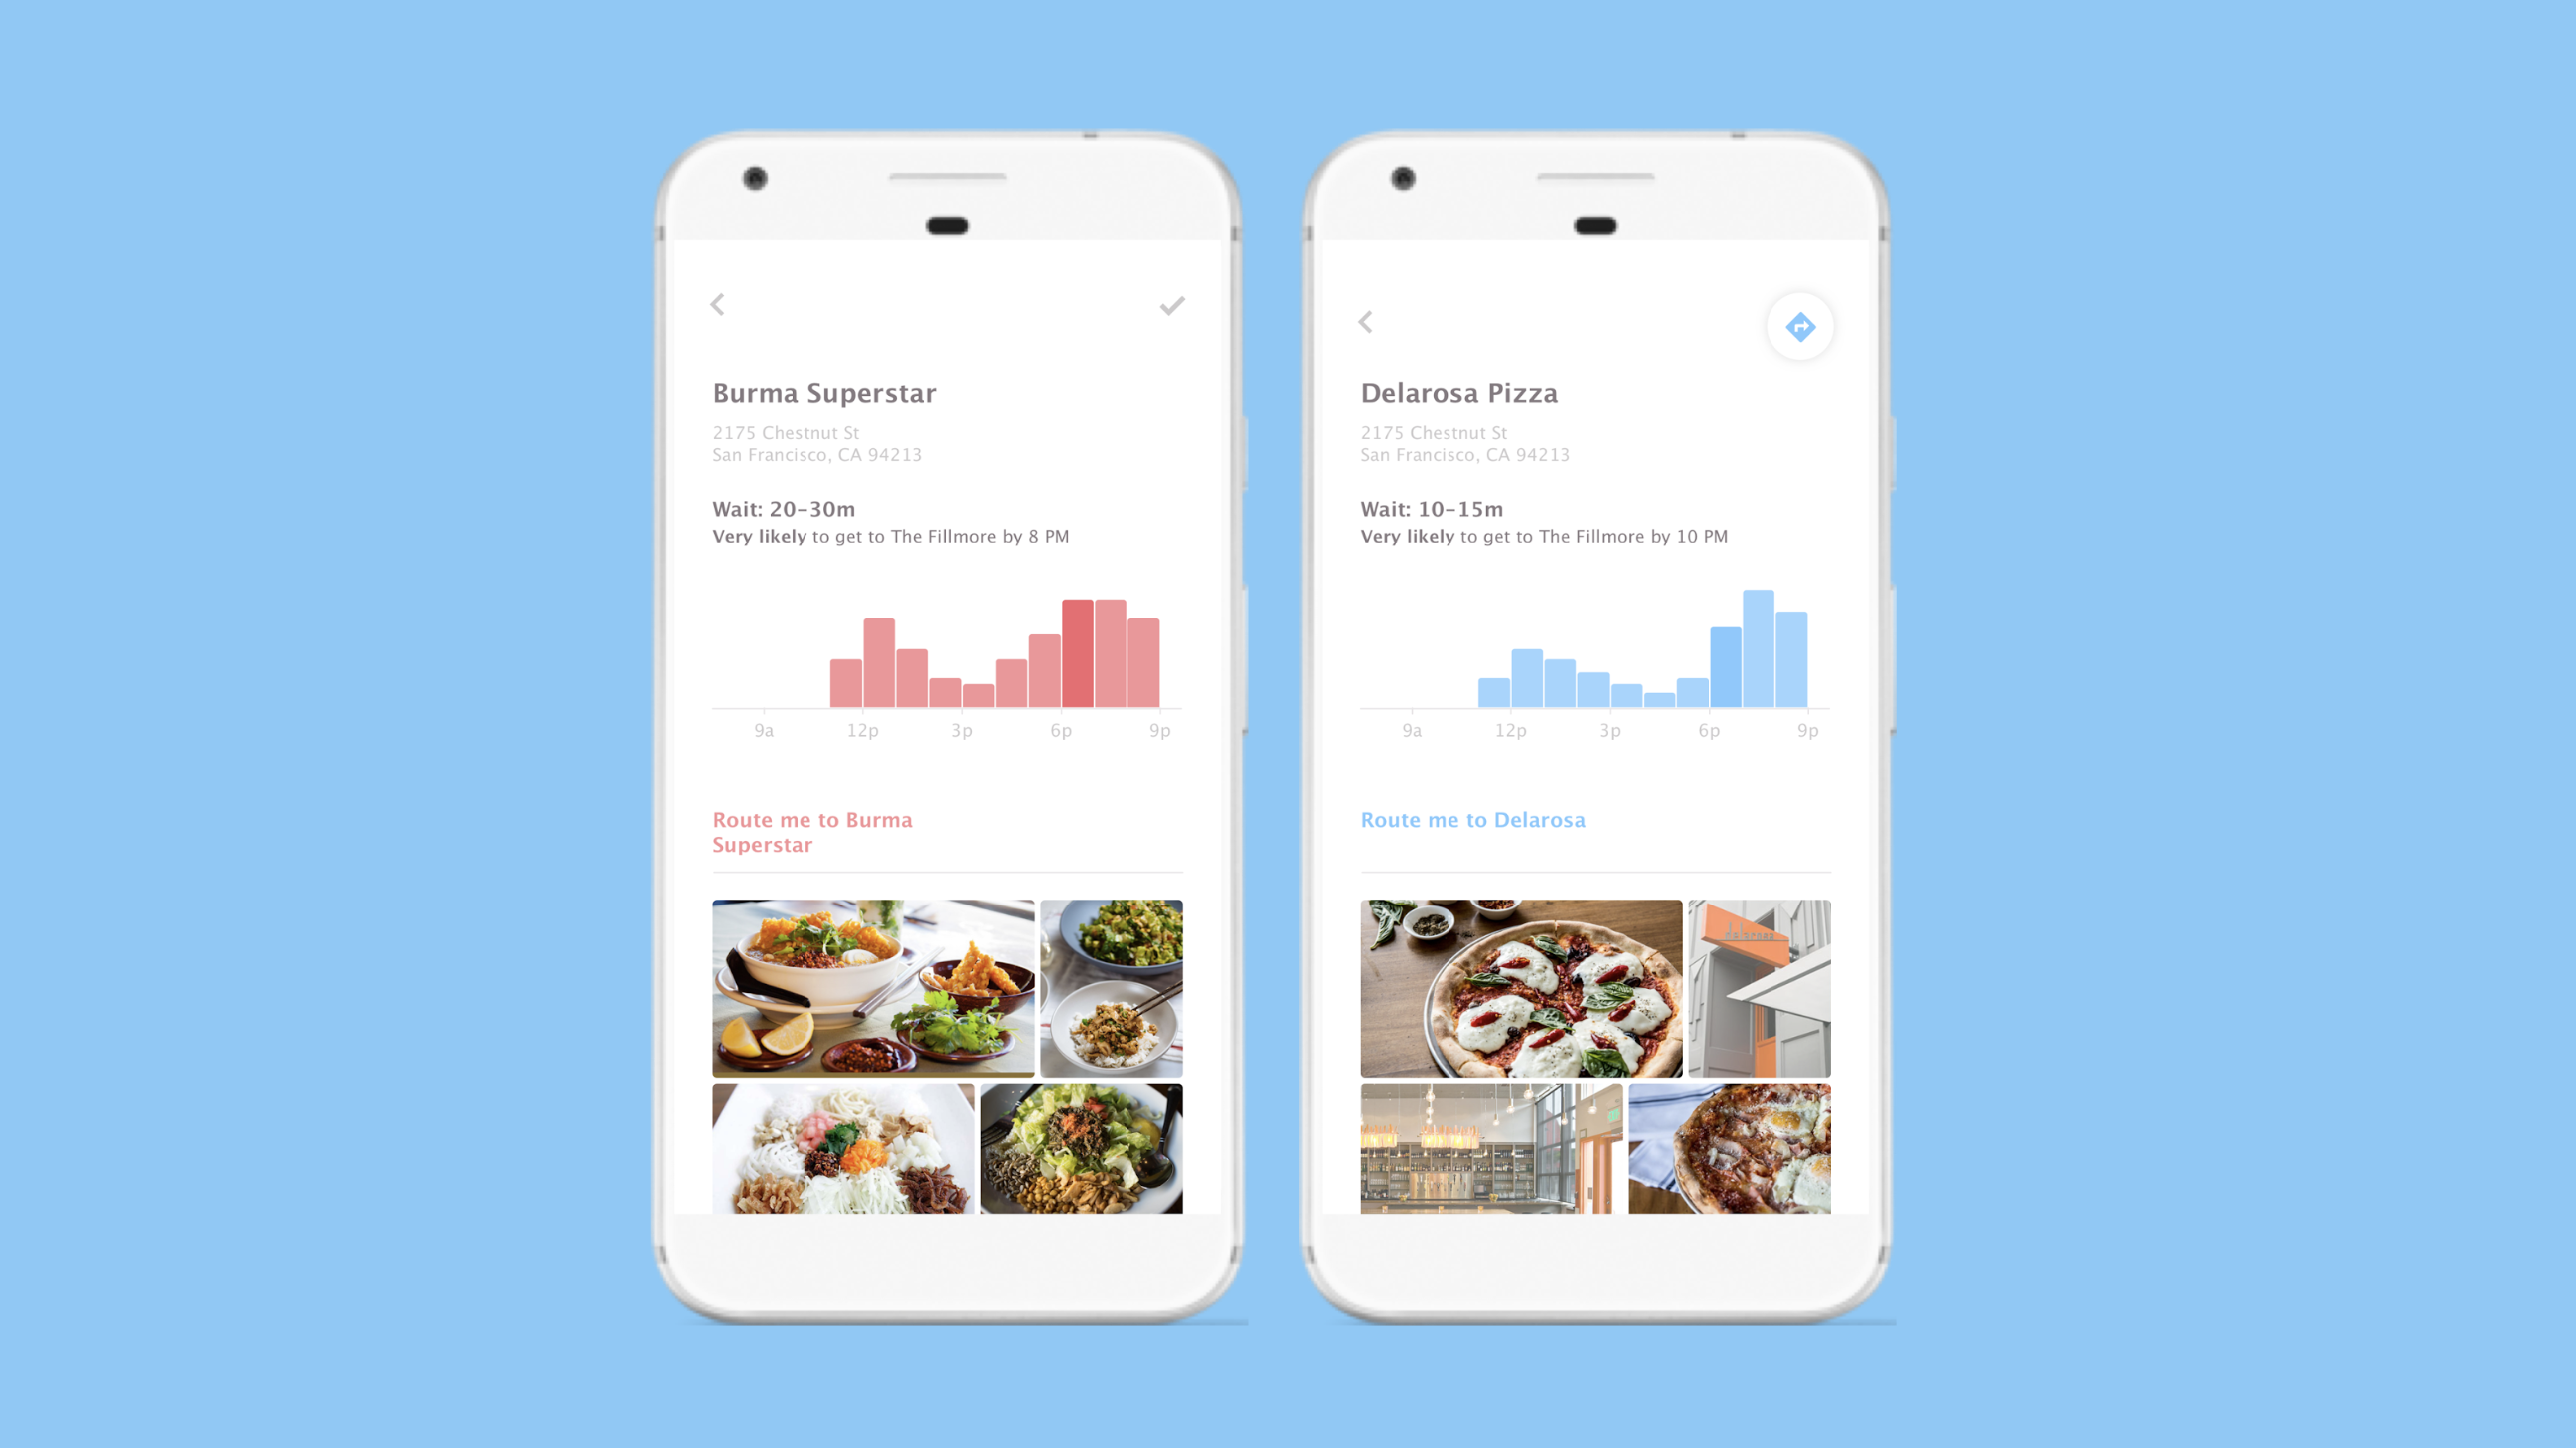 Burma Superstar
2175 Chestnut St
San Francisco, CA 94213
Wait: 20-30m
Very likely to get to The Fillmore by 8 PM
9a 12p 3p 6p 9p
Route me to Burma
Superstar
Delarosa Pizza
2175 Chestnut St
San Francisco, CA 94213
Wait: 10-15m
Very likely to get to The Fillmore by 10 PM
9a 12p 3p 6p 9p
Route me to Delarosa
delarosa